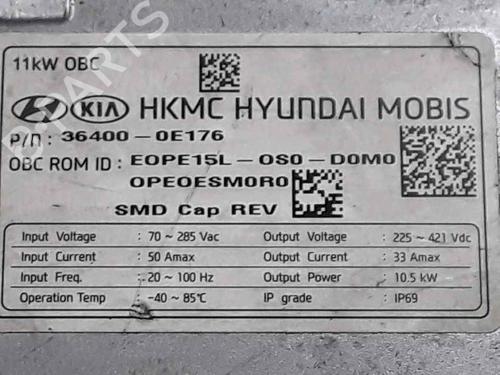 11kW OBC
KIA HKMC HYUNDAI MOBIS
P/N : 36400 - 0E176
OBC ROM ID : EOPE15L - OS0 - D0M0
OPEOESM0R0
SMD Cap REV
Input Voltage : 70 ~ 285 Vac Output Voltage : 225 ~ 421 Vdc
Input Current : 50 Amax Output Current : 33 Amax
Input Freq. : 20 ~ 100 Hz Output Power : 10.5 kW
Operation Temp : -40 ~ 85℃ IP grade : IP69